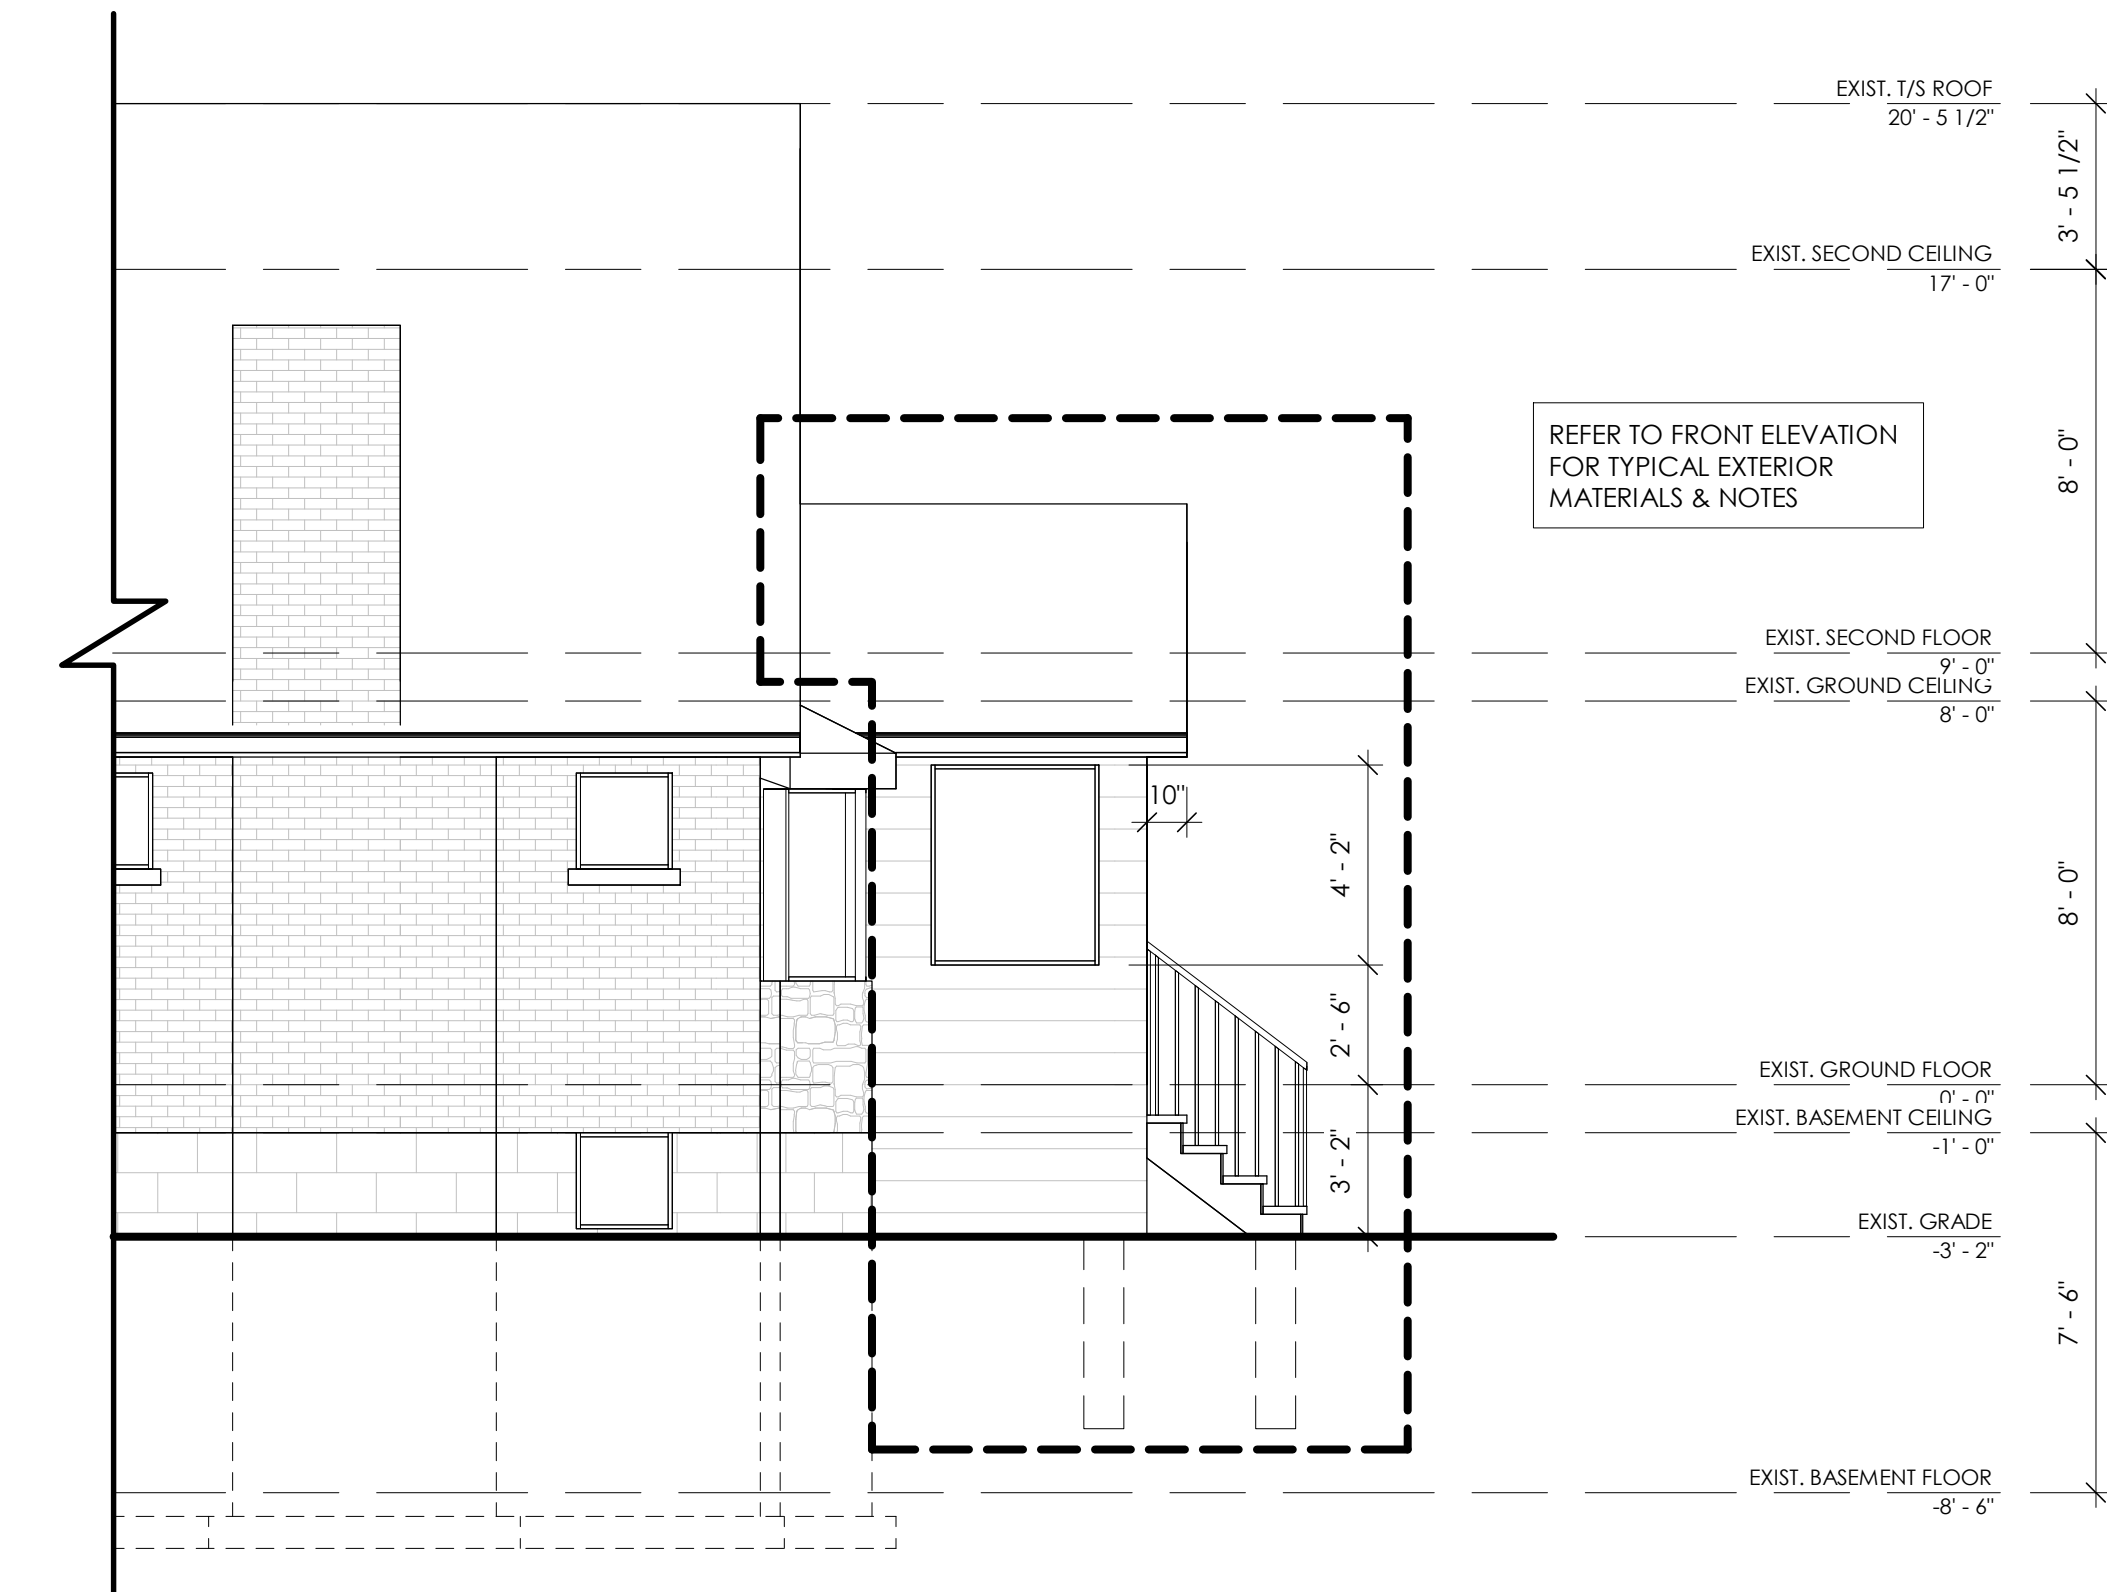 EXIST. T/S ROOF
20' - 5 1/2"
3' - 5 1/2"
EXIST. SECOND CEILING
17' - 0"
REFER TO FRONT ELEVATION
FOR TYPICAL EXTERIOR
MATERIALS & NOTES
8' - 0"
EXIST. SECOND FLOOR
9' - 0"
EXIST. GROUND CEILING
8' - 0"
10"
4' - 2"
8' - 0"
2' - 6"
EXIST. GROUND FLOOR
0' - 0"
EXIST. BASEMENT CEILING
-1' - 0"
3' - 2"
EXIST. GRADE
-3' - 2"
7' - 6"
EXIST. BASEMENT FLOOR
-8' - 6"